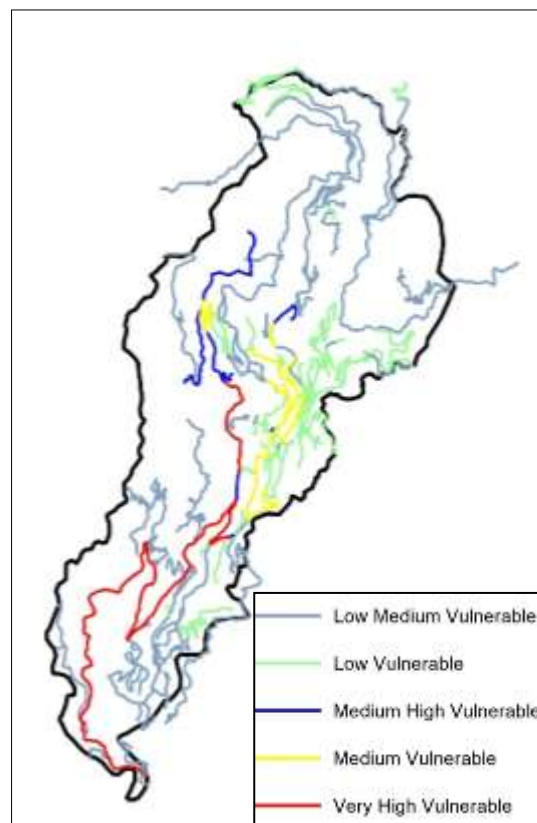 Low Medium Vulnerable
Low Vulnerable
Medium High Vulnerable
Medium Vulnerable
Very High Vulnerable